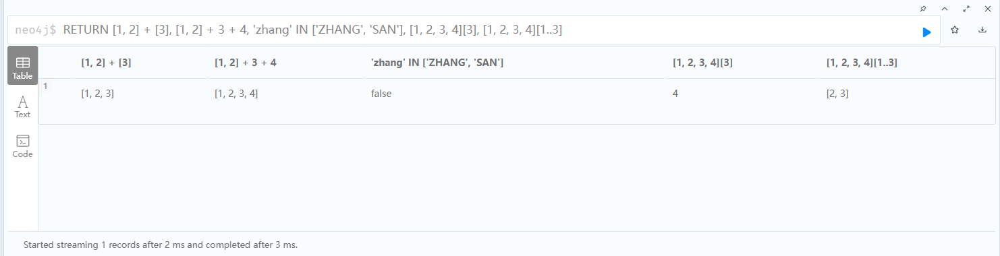 neo4j$ RETURN [1, 2] + [3], [1, 2] + 3 + 4, 'zhang' IN ['ZHANG', 'SAN'], [1, 2, 3, 4][3], [1, 2, 3, 4][1..3]
[1, 2] + [3] [1, 2] + 3 + 4 'zhang' IN ['ZHANG', 'SAN'] [1, 2, 3, 4][3] [1, 2, 3, 4][1..3]
Table
1 [1, 2, 3] [1, 2, 3, 4] false 4 [2, 3]
A
Text
Code
Started streaming 1 records after 2 ms and completed after 3 ms.